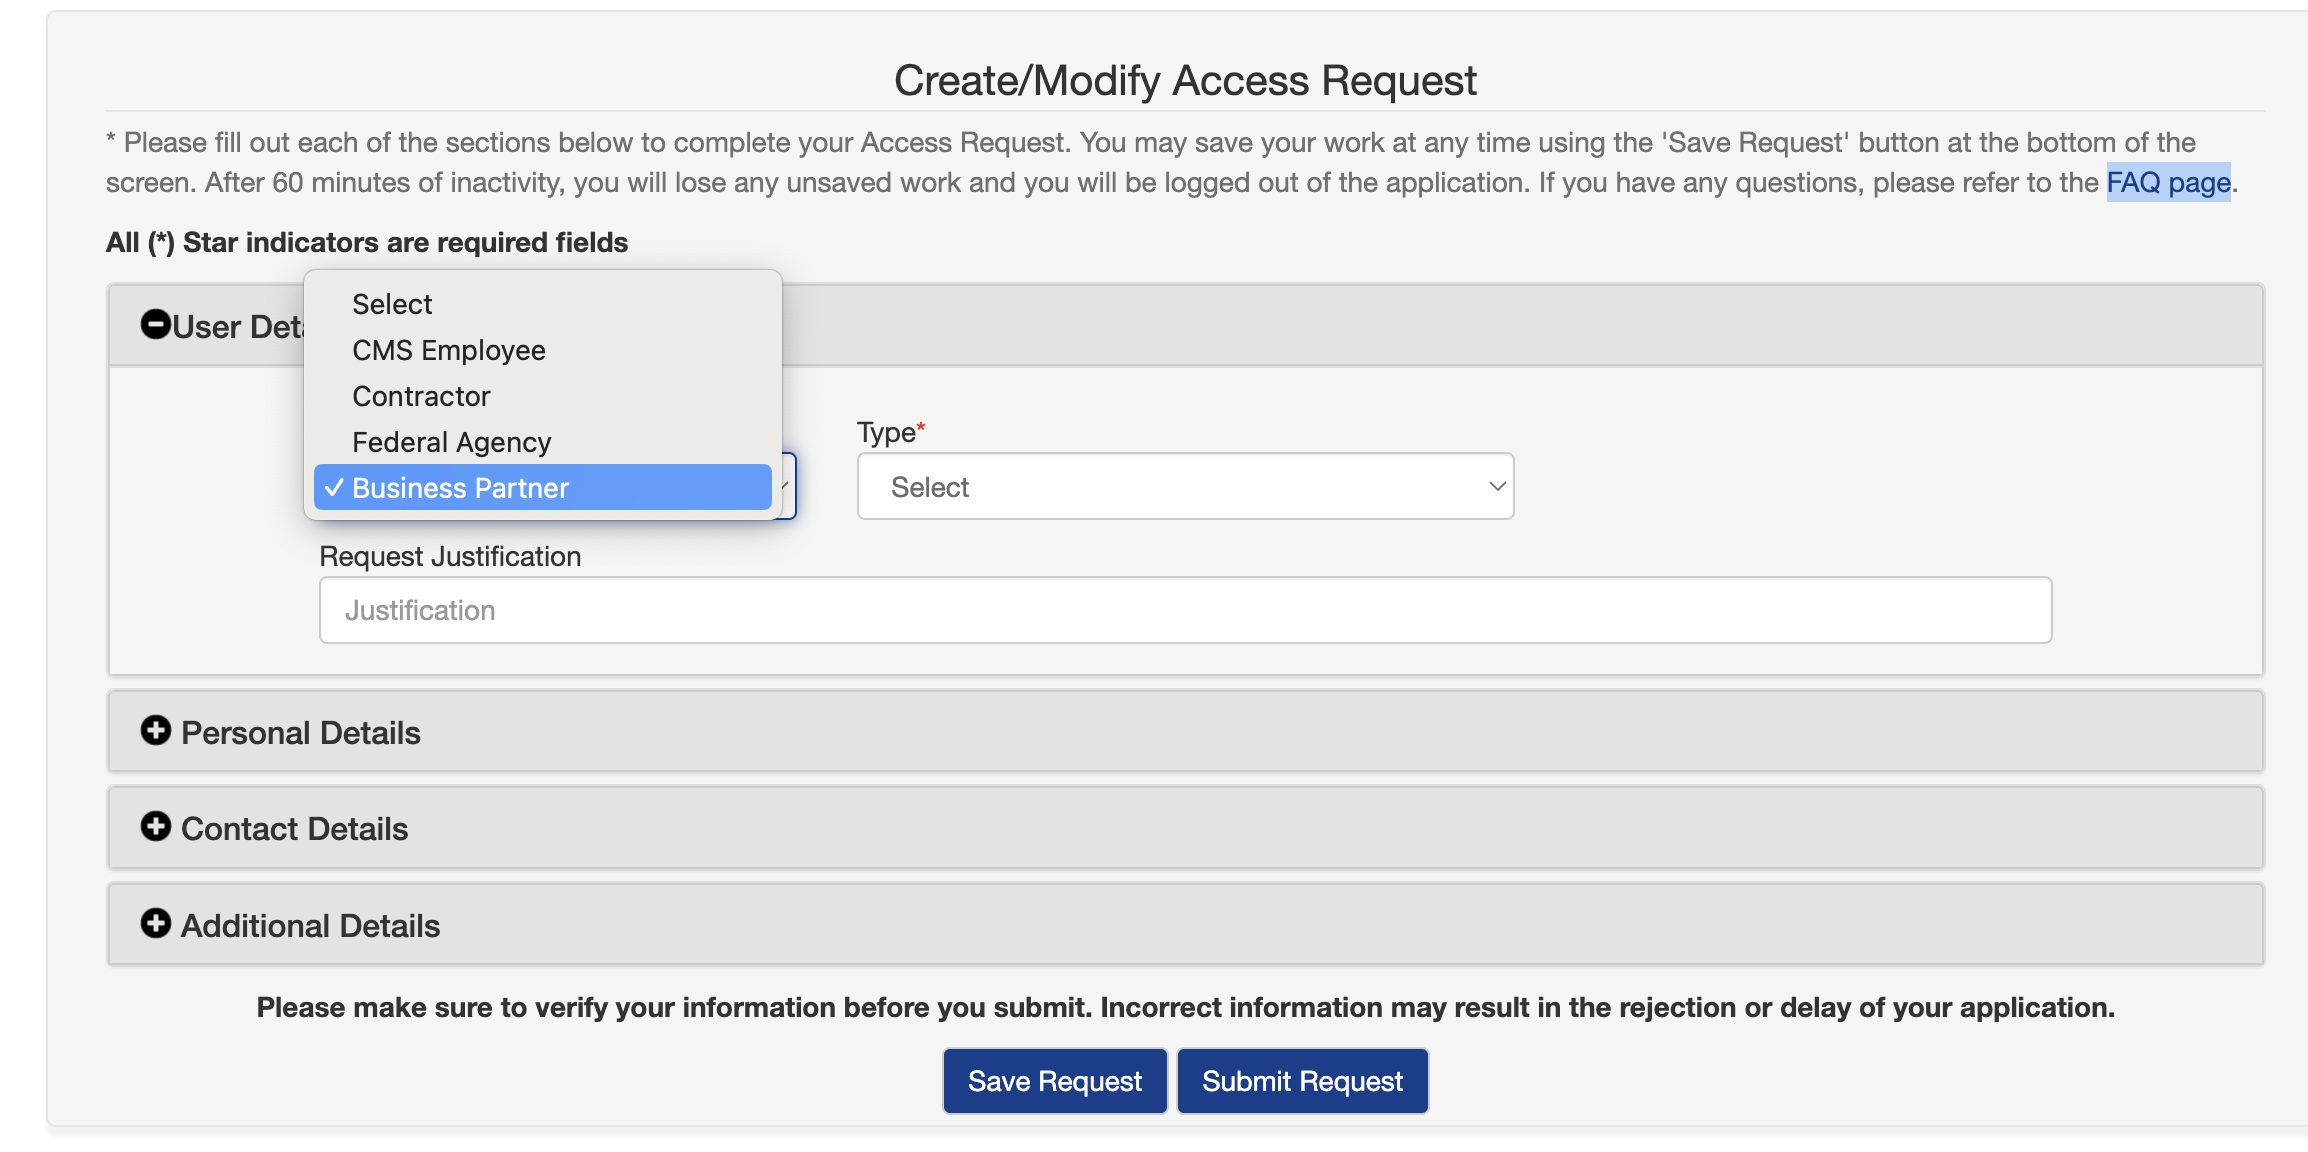 Create/Modify Access Request
* Please fill out each of the sections below to complete your Access Request. You may save your work at any time using the 'Save Request' button at the bottom of the
screen. After 60 minutes of inactivity, you will lose any unsaved work and you will be logged out of the application. If you have any questions, please refer to the FAQ page.
All (*) Star indicators are required fields
User Deta
Select
CMS Employee
Contractor
Federal Agency
✓ Business Partner
Type*
Select
Request Justification
Justification
Personal Details
Contact Details
Additional Details
Please make sure to verify your information before you submit. Incorrect information may result in the rejection or delay of your application.
Save Request
Submit Request